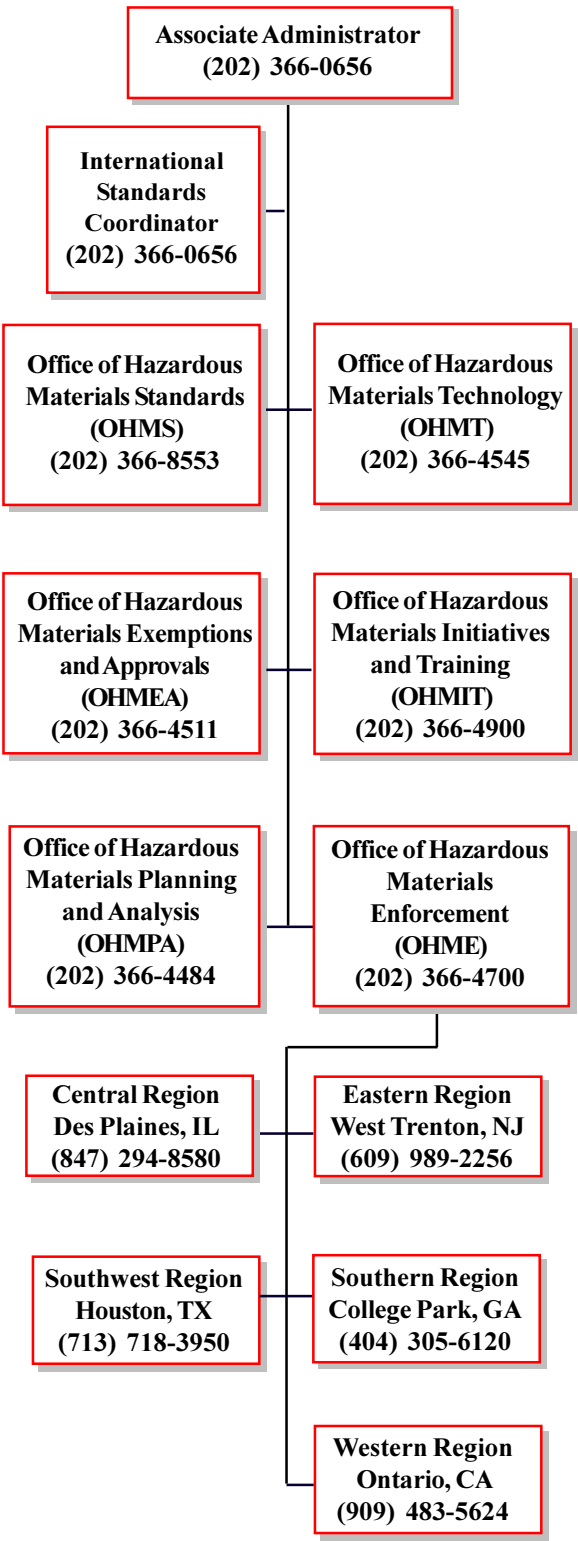 Associate Administrator
(202) 366-0656
International
Standards
Coordinator
(202) 366-0656
Office of Hazardous
Materials Standards
(OHMS)
(202) 366-8553
Office of Hazardous
Materials Technology
(OHMT)
(202) 366-4545
Office of Hazardous
Materials Exemptions
and Approvals
(OHMEA)
(202) 366-4511
Office of Hazardous
Materials Initiatives
and Training
(OHMIT)
(202) 366-4900
Office of Hazardous
Materials Planning
and Analysis
(OHMPA)
(202) 366-4484
Office of Hazardous
Materials
Enforcement
(OHME)
(202) 366-4700
Central Region
Des Plaines, IL
(847) 294-8580
Eastern Region
West Trenton, NJ
(609) 989-2256
Southwest Region
Houston, TX
(713) 718-3950
Southern Region
College Park, GA
(404) 305-6120
Western Region
Ontario, CA
(909) 483-5624